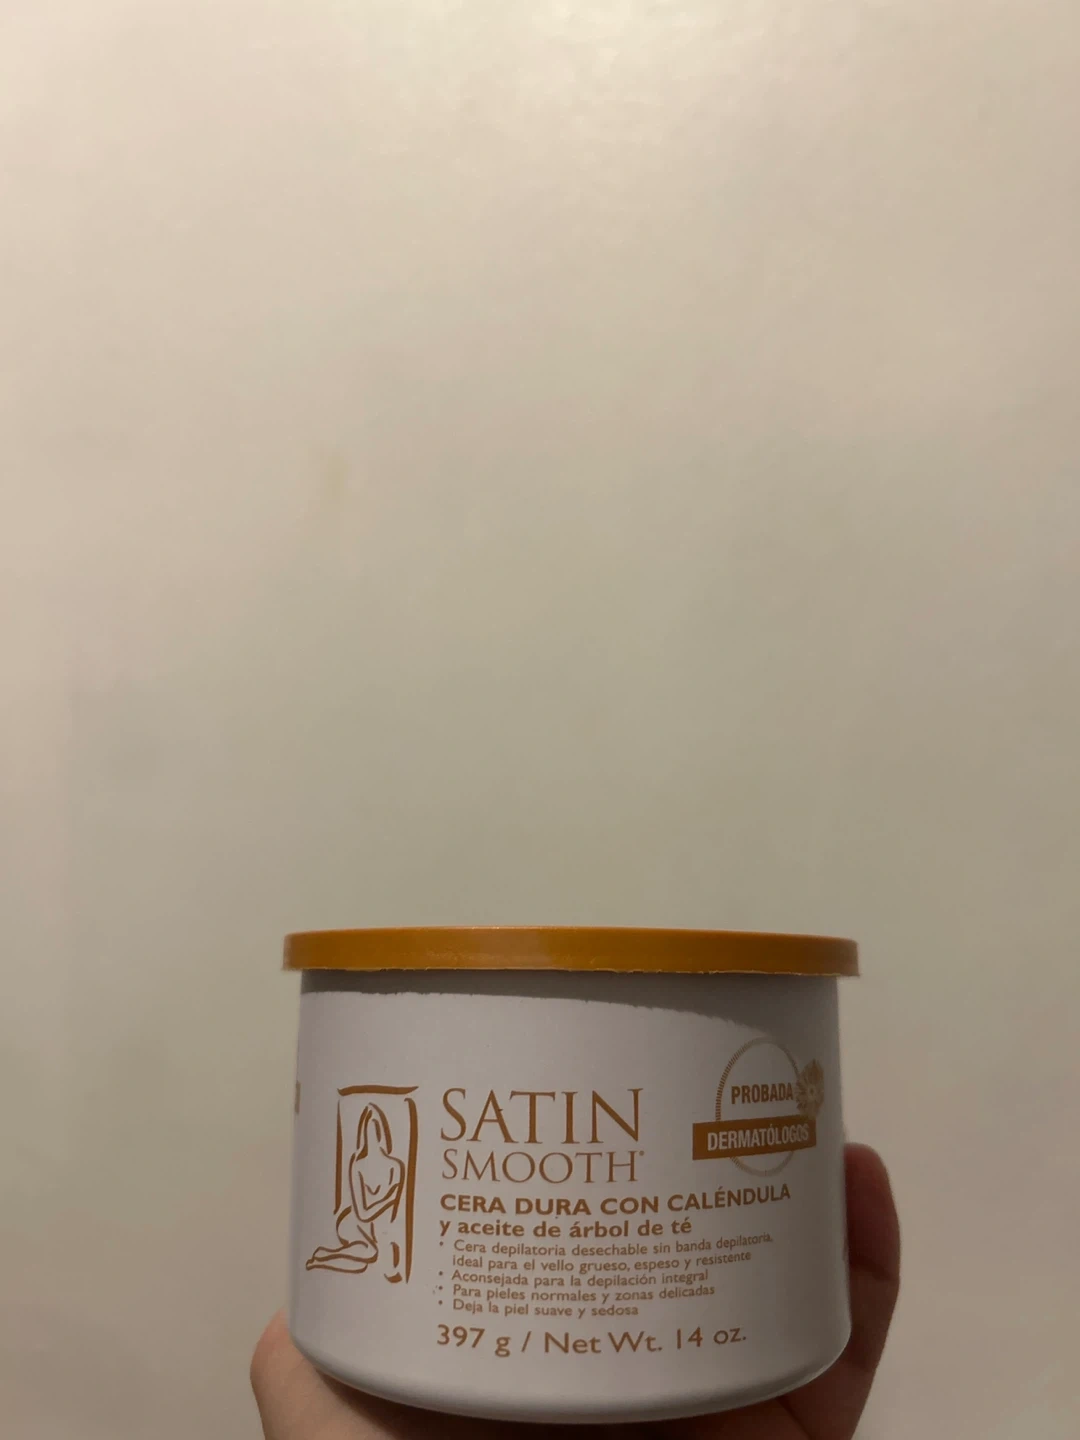 SATIN
SMOOTH®
PROBADA
DERMATÓLOGOS
CERA DURA CON CALÉNDULA
y aceite de árbol de té
• Cera depilatoria desechable sin banda depilatoria,
ideal para el vello grueso, espeso y resistente
• Aconsejada para la depilación integral
• Para pieles normales y zonas delicadas
• Deja la piel suave y sedosa
397 g / Net Wt. 14 oz.